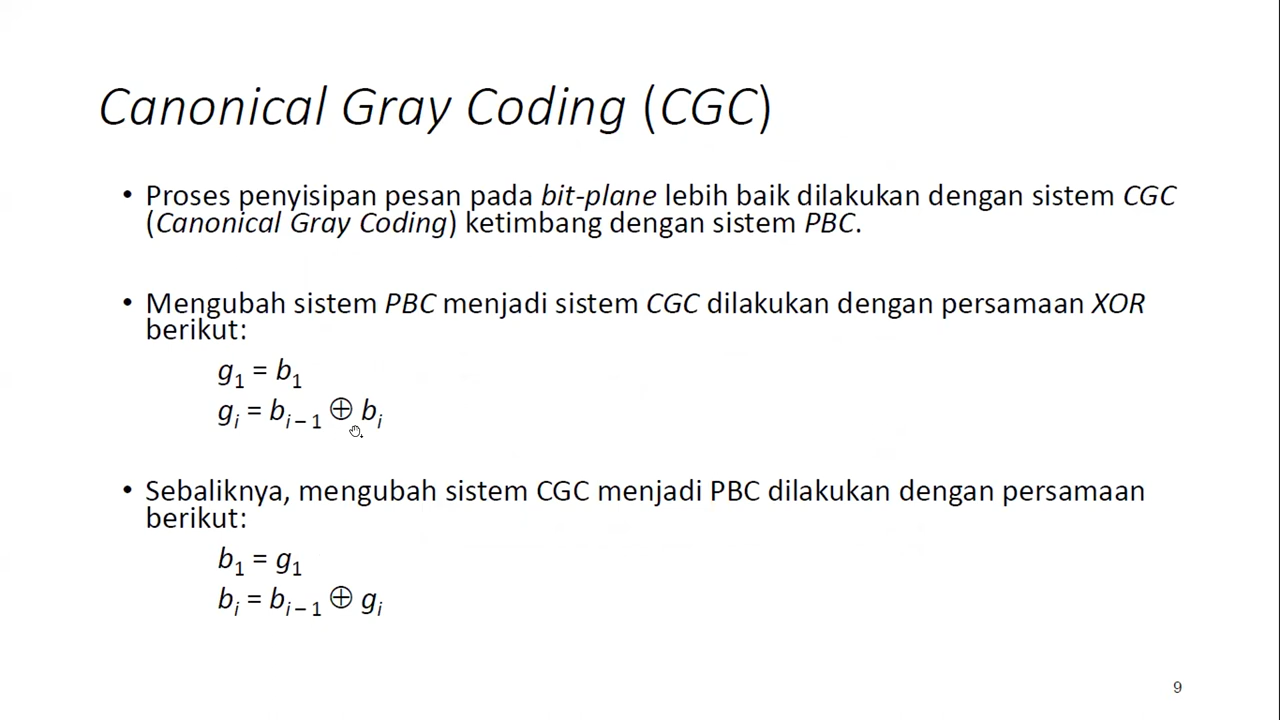 Canonical Gray Coding (CGC)
• Proses penyisipan pesan pada bit-plane lebih baik dilakukan dengan sistem CGC
(Canonical Gray Coding) ketimbang dengan sistem PBC.
• Mengubah sistem PBC menjadi sistem CGC dilakukan dengan persamaan XOR
berikut:
g₁ = b₁
gᵢ = bᵢ₋₁ ⊕ bᵢ
• Sebaliknya, mengubah sistem CGC menjadi PBC dilakukan dengan persamaan
berikut:
b₁ = g₁
bᵢ = bᵢ₋₁ ⊕ gᵢ
9